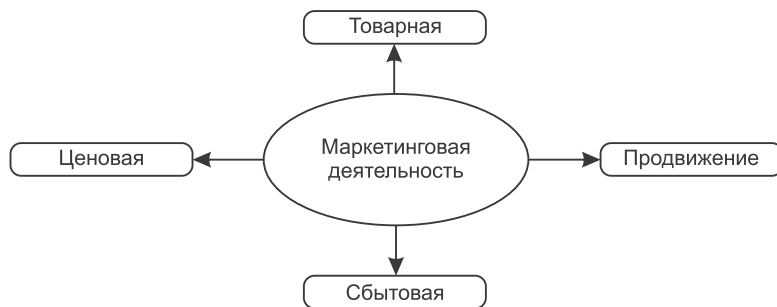 Товарная
Ценовая
Маркетинговая
деятельность
Продвижение
Сбытовая